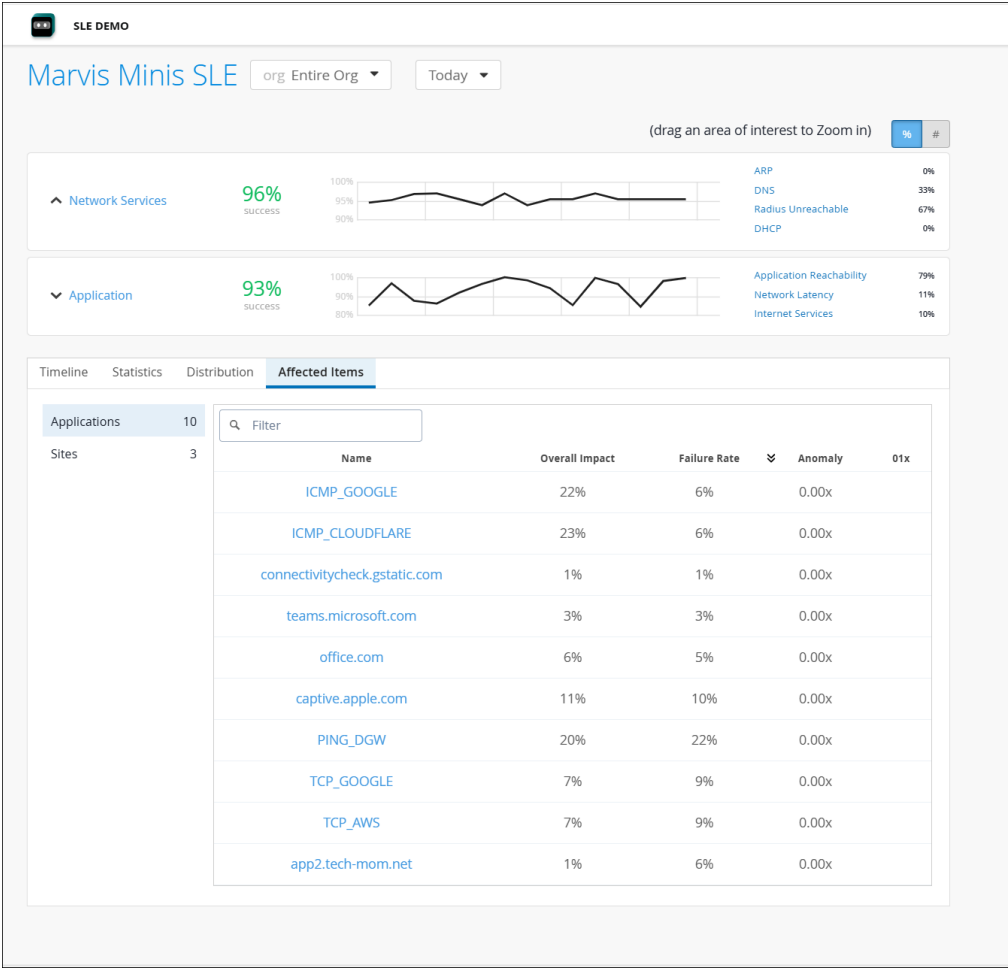 SLE DEMO
Marvis Minis SLE org Entire Org Today
(drag an area of interest to Zoom in) % #
Network Services
96%
success
100%
95%
90%
ARP 0%
DNS 33%
Radius Unreachable 67%
DHCP 0%
Application
93%
success
100%
90%
80%
Application Reachability 79%
Network Latency 11%
Internet Services 10%
Timeline Statistics Distribution Affected Items
Applications 10
Sites 3
Filter
Name Overall Impact Failure Rate Anomaly 01x
ICMP_GOOGLE 22% 6% 0.00x
ICMP_CLOUDFLARE 23% 6% 0.00x
connectivitycheck.gstatic.com 1% 1% 0.00x
teams.microsoft.com 3% 3% 0.00x
office.com 6% 5% 0.00x
captive.apple.com 11% 10% 0.00x
PING_DGW 20% 22% 0.00x
TCP_GOOGLE 7% 9% 0.00x
TCP_AWS 7% 9% 0.00x
app2.tech-mom.net 1% 6% 0.00x